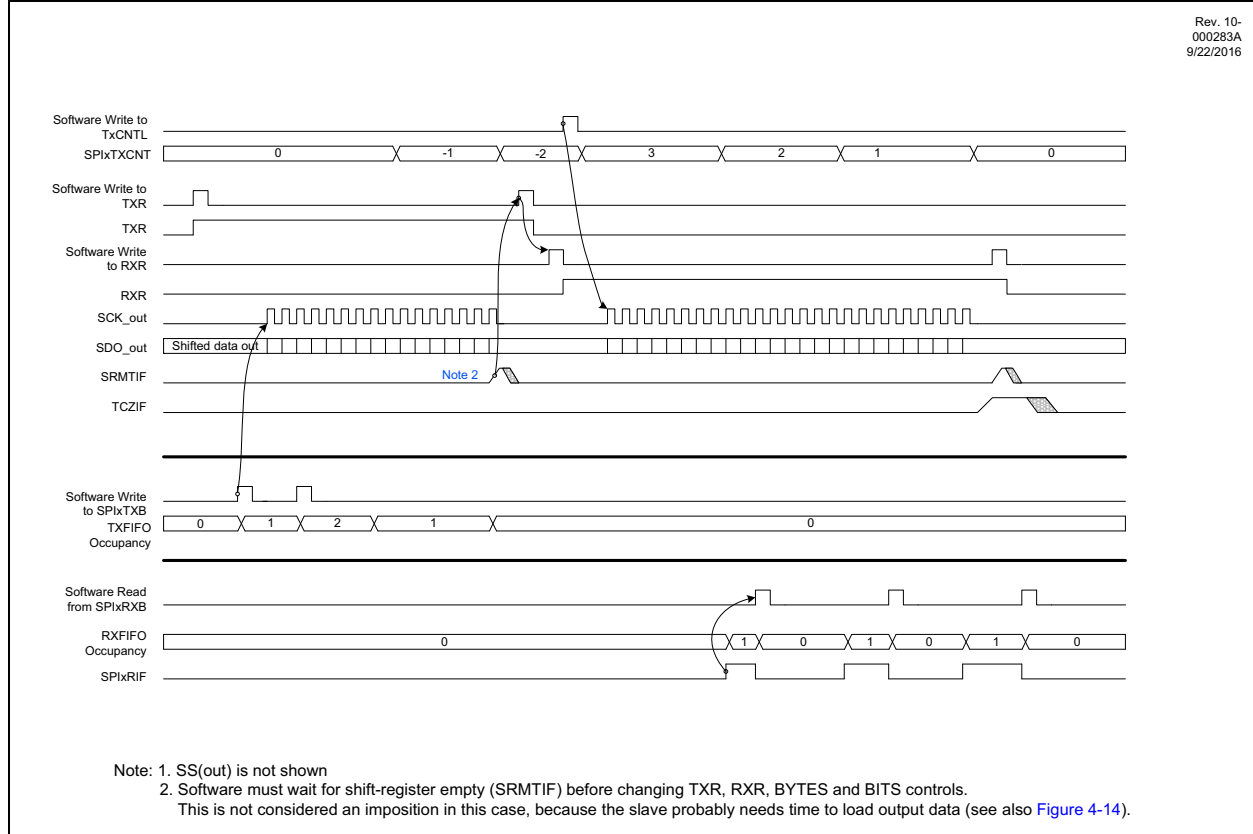 Rev. 10-
000283A
9/22/2016
Software Write to
TxCNTL
SPIxTXCNT
0
-1
-2
3
2
1
0
Software Write to
TXR
TXR
Software Write
to RXR
RXR
SCK_out
SDO_out
Shifted data out
SRMTIF
Note 2
TCZIF
Software Write
to SPIxTXB
TXFIFO
Occupancy
0
1
2
1
0
Software Read
from SPIxRXB
RXFIFO
Occupancy
0
1
0
1
0
1
0
SPIxRIF
Note: 1. SS(out) is not shown
2. Software must wait for shift-register empty (SRMTIF) before changing TXR, RXR, BYTES and BITS controls.
This is not considered an imposition in this case, because the slave probably needs time to load output data (see also Figure 4-14).